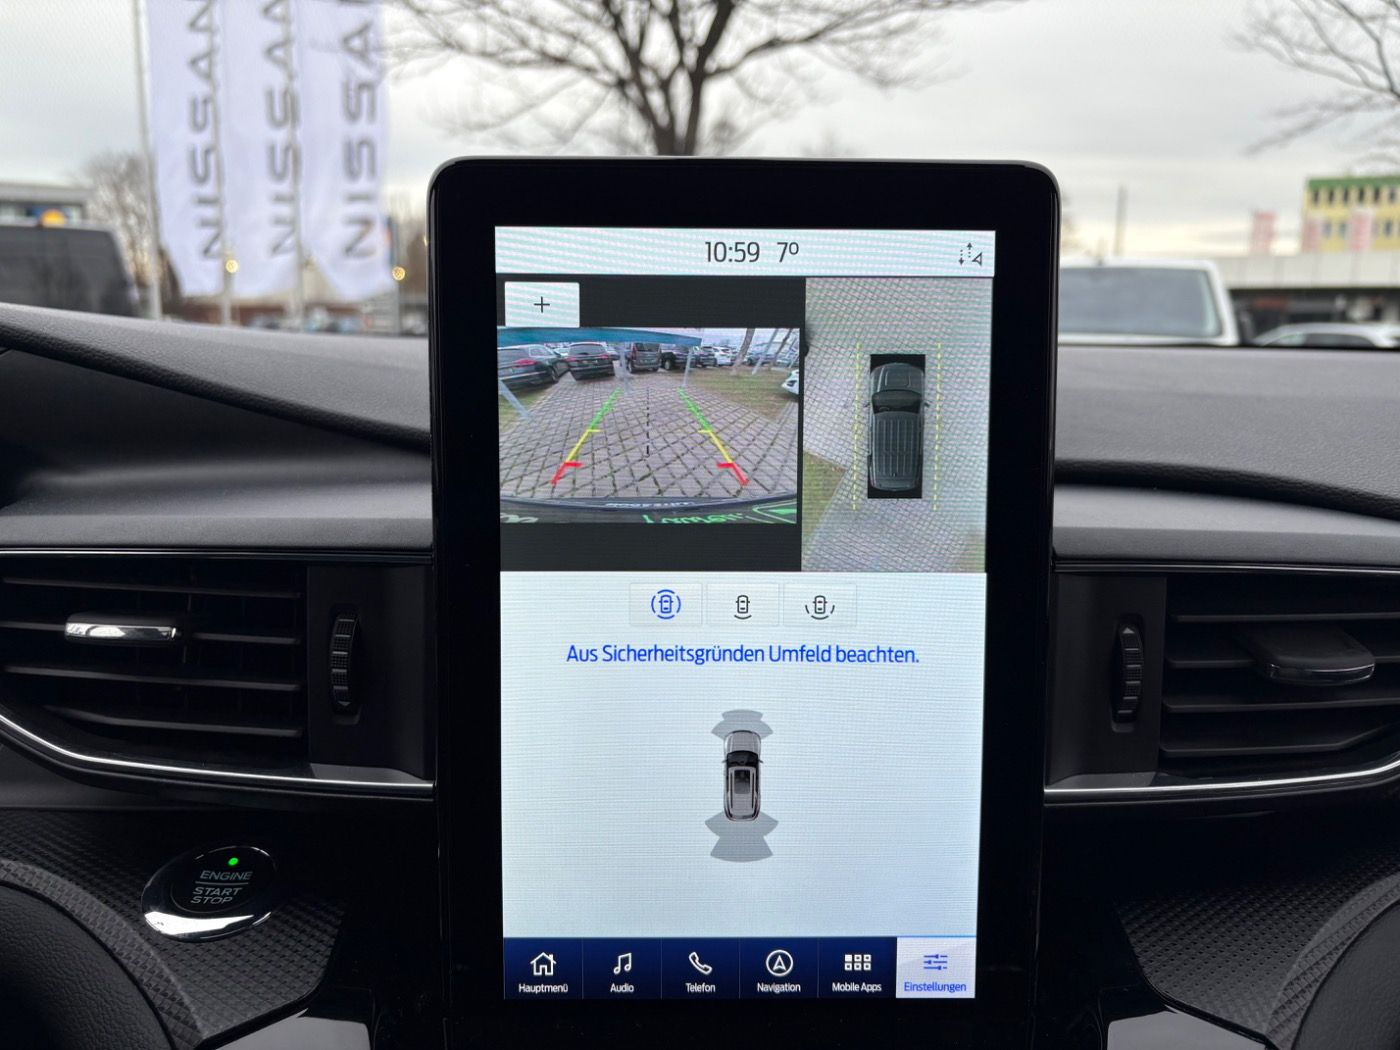 NISSAN
NISSAN
NISSAN
10:59 7º
+
Aus Sicherheitsgründen Umfeld beachten.
ENGINE
START
STOP
Hauptmenü
Audio
Telefon
Navigation
Mobile Apps
Einstellungen